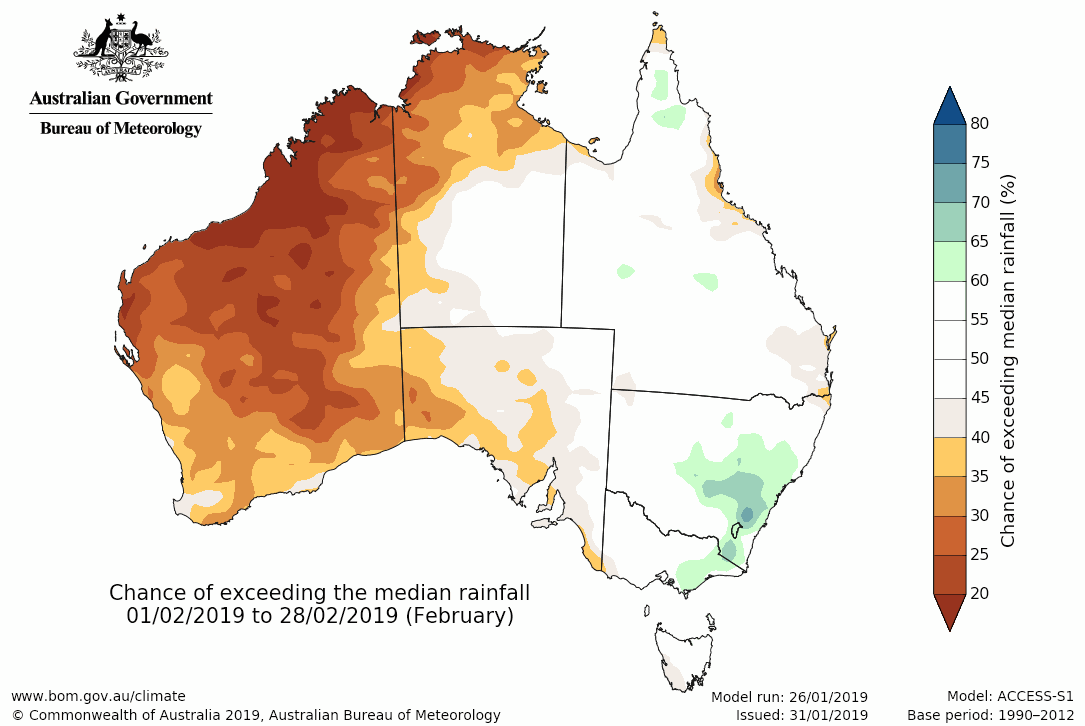 Australian Government
Bureau of Meteorology
80
75
70
65
60
55
50
45
40
35
30
25
20
Chance of exceeding median rainfall (%)
Chance of exceeding the median rainfall
01/02/2019 to 28/02/2019 (February)
www.bom.gov.au/climate
© Commonwealth of Australia 2019, Australian Bureau of Meteorology
Model run: 26/01/2019
Issued: 31/01/2019
Model: ACCESS-S1
Base period: 1990–2012